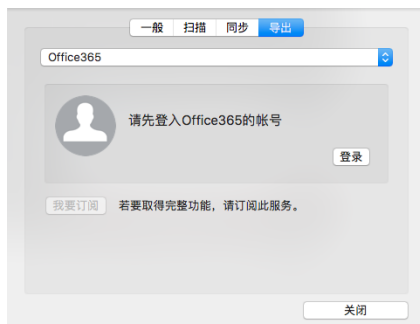 一般 扫描 同步 导出
Office365
请先登入Office365的帐号
登录
我要订阅 若要取得完整功能，请订阅此服务。
关闭